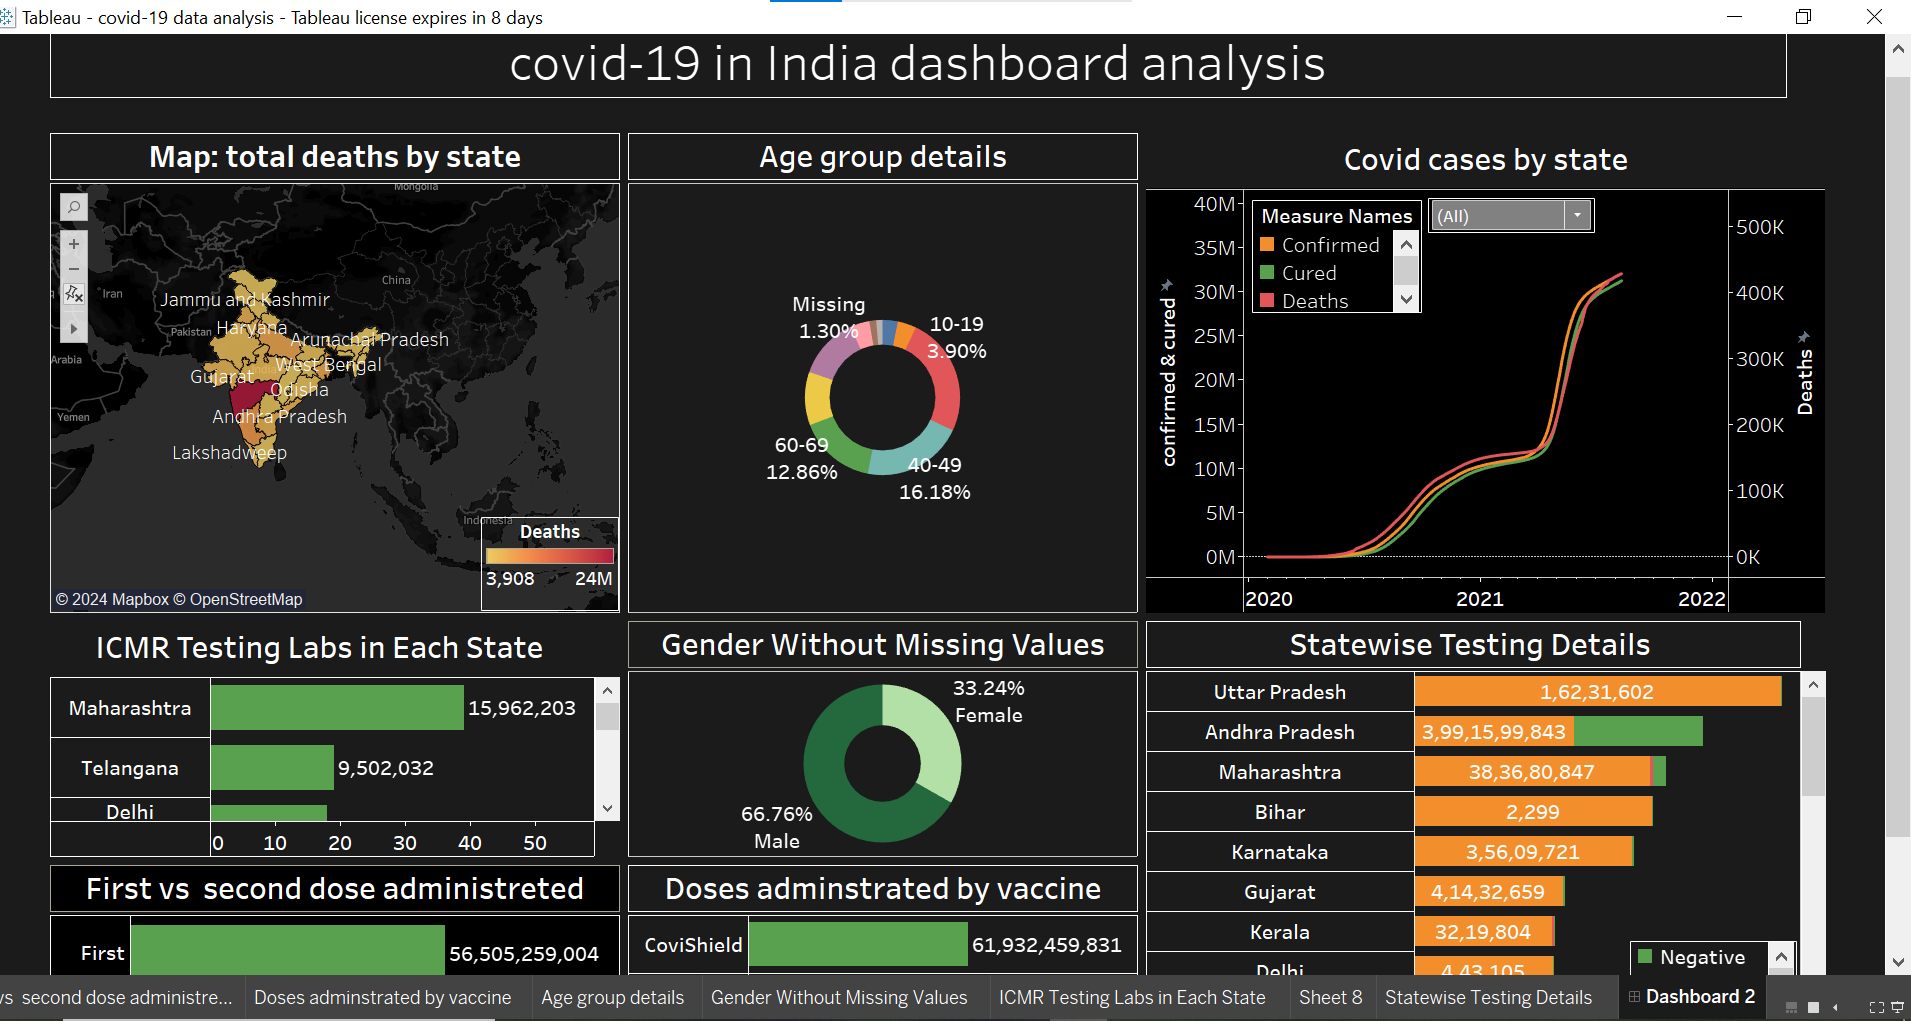 Tableau - covid-19 data analysis - Tableau license expires in 8 days
covid-19 in India dashboard analysis
Map: total deaths by state
Mongolia
China
Iran
Jammu and Kashmir
Pakistan
Haryana
Arunachal Pradesh
Arabia
West Bengal
India
Gujarat
Odisha
Yemen
Andhra Pradesh
Lakshadweep
Indonesia
Deaths
3,908 24M
© 2024 Mapbox © OpenStreetMap
Age group details
Missing
1.30%
10-19
3.90%
60-69
12.86%
40-49
16.18%
Covid cases by state
Measure Names
Confirmed
Cured
Deaths
(All)
confirmed & cured
40M
35M
30M
25M
20M
15M
10M
5M
0M
500K
400K
300K
200K
100K
0K
Deaths
2020 2021 2022
ICMR Testing Labs in Each State
Maharashtra 15,962,203
Telangana 9,502,032
Delhi
0 10 20 30 40 50
Gender Without Missing Values
33.24%
Female
66.76%
Male
Statewise Testing Details
Uttar Pradesh 1,62,31,602
Andhra Pradesh 3,99,15,99,843
Maharashtra 38,36,80,847
Bihar 2,299
Karnataka 3,56,09,721
Gujarat 4,14,32,659
Kerala 32,19,804
Delhi 4,43,105
Negative
First vs  second dose administreted
First 56,505,259,004
Doses adminstrated by vaccine
CoviShield 61,932,459,831
vs  second dose administre... Doses adminstrated by vaccine Age group details Gender Without Missing Values ICMR Testing Labs in Each State Sheet 8 Statewise Testing Details Dashboard 2